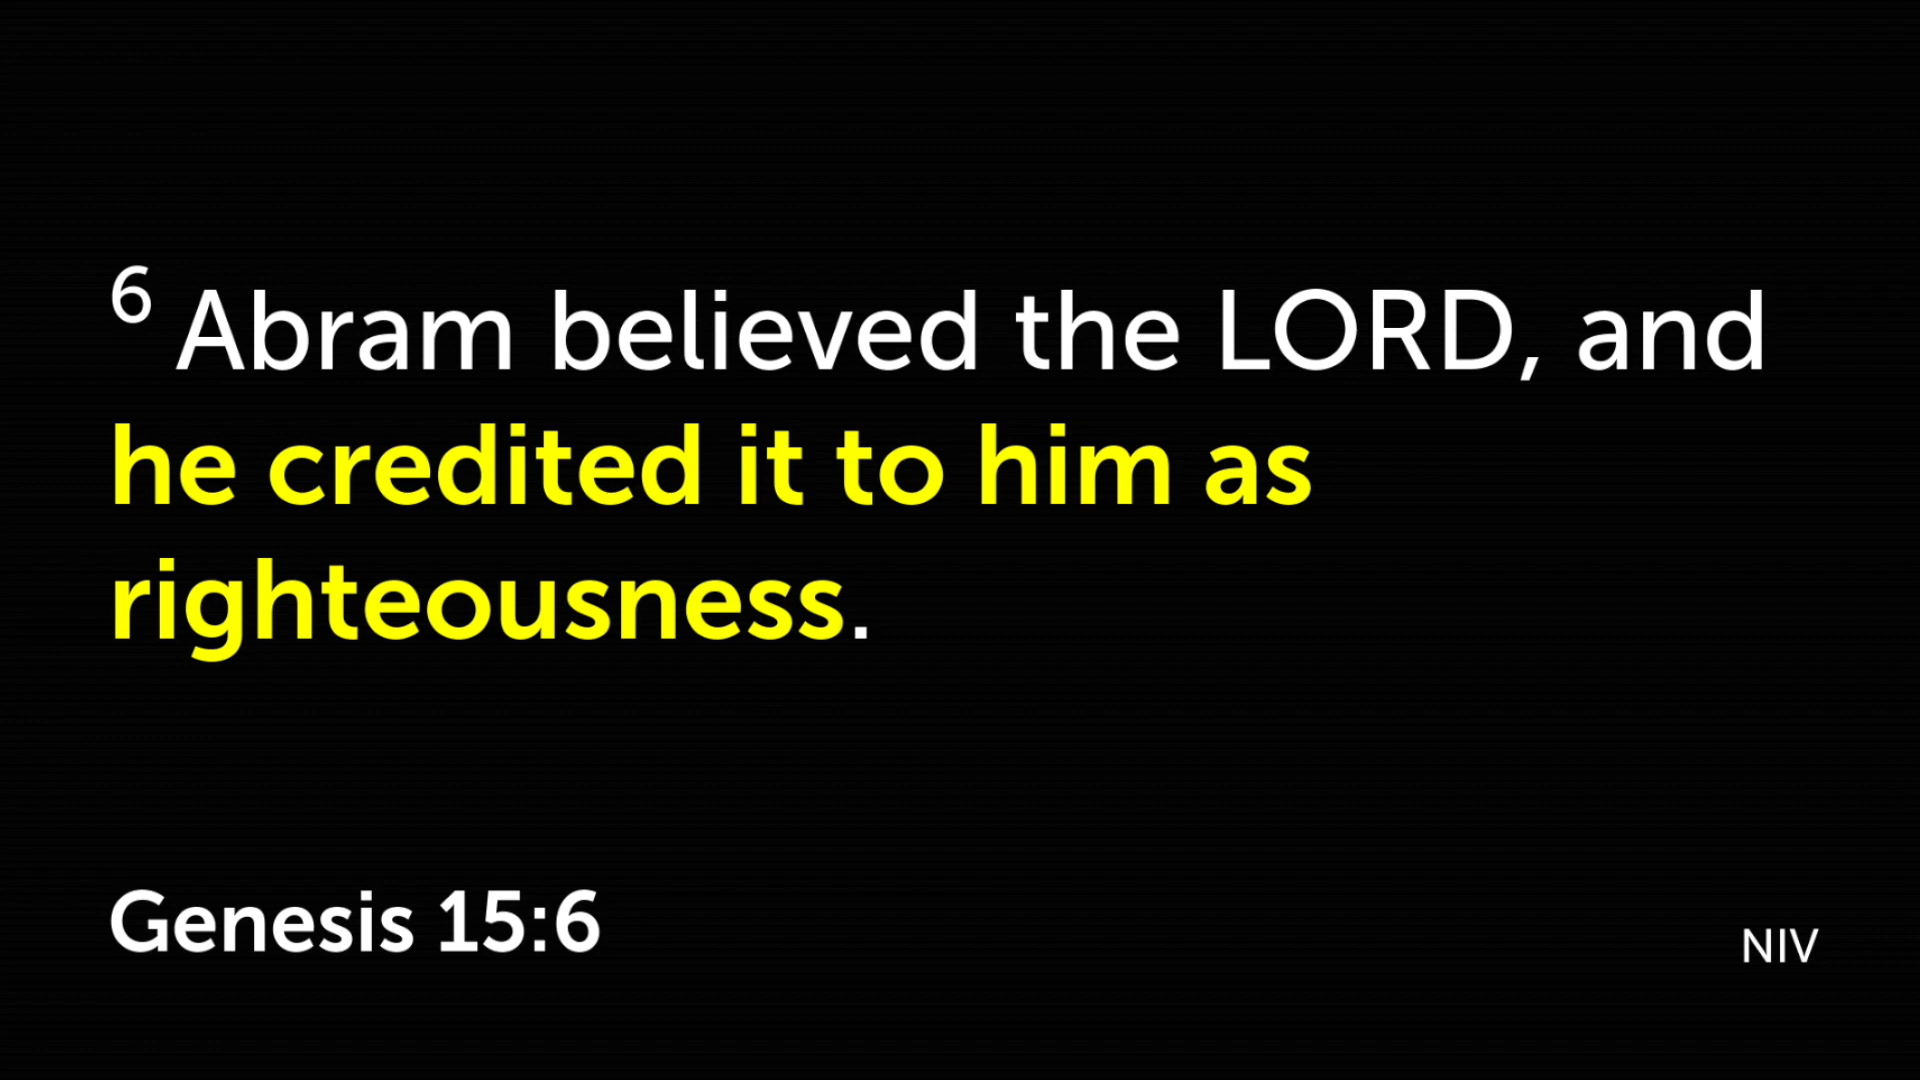 6 Abram believed the LORD, and
he credited it to him as
righteousness.
Genesis 15:6
NIV